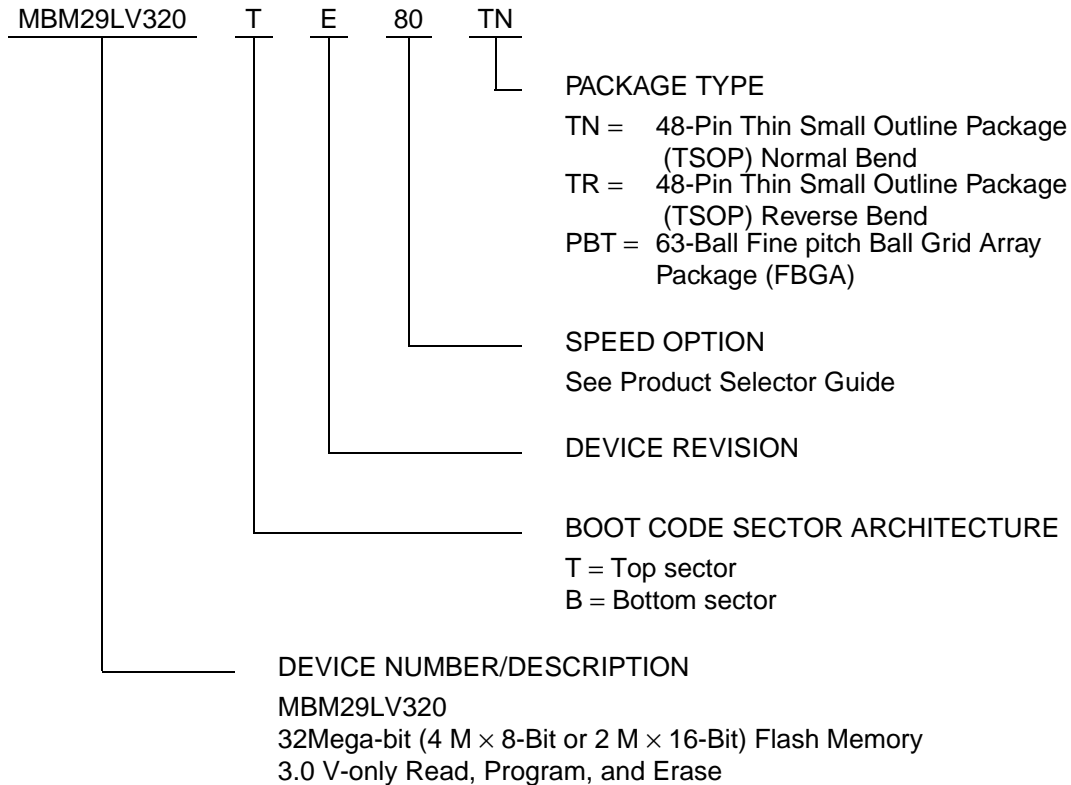 MBM29LV320 T E 80 TN
PACKAGE TYPE
TN = 48-Pin Thin Small Outline Package
(TSOP) Normal Bend
TR = 48-Pin Thin Small Outline Package
(TSOP) Reverse Bend
PBT = 63-Ball Fine pitch Ball Grid Array
Package (FBGA)
SPEED OPTION
See Product Selector Guide
DEVICE REVISION
BOOT CODE SECTOR ARCHITECTURE
T = Top sector
B = Bottom sector
DEVICE NUMBER/DESCRIPTION
MBM29LV320
32Mega-bit (4 M × 8-Bit or 2 M × 16-Bit) Flash Memory
3.0 V-only Read, Program, and Erase